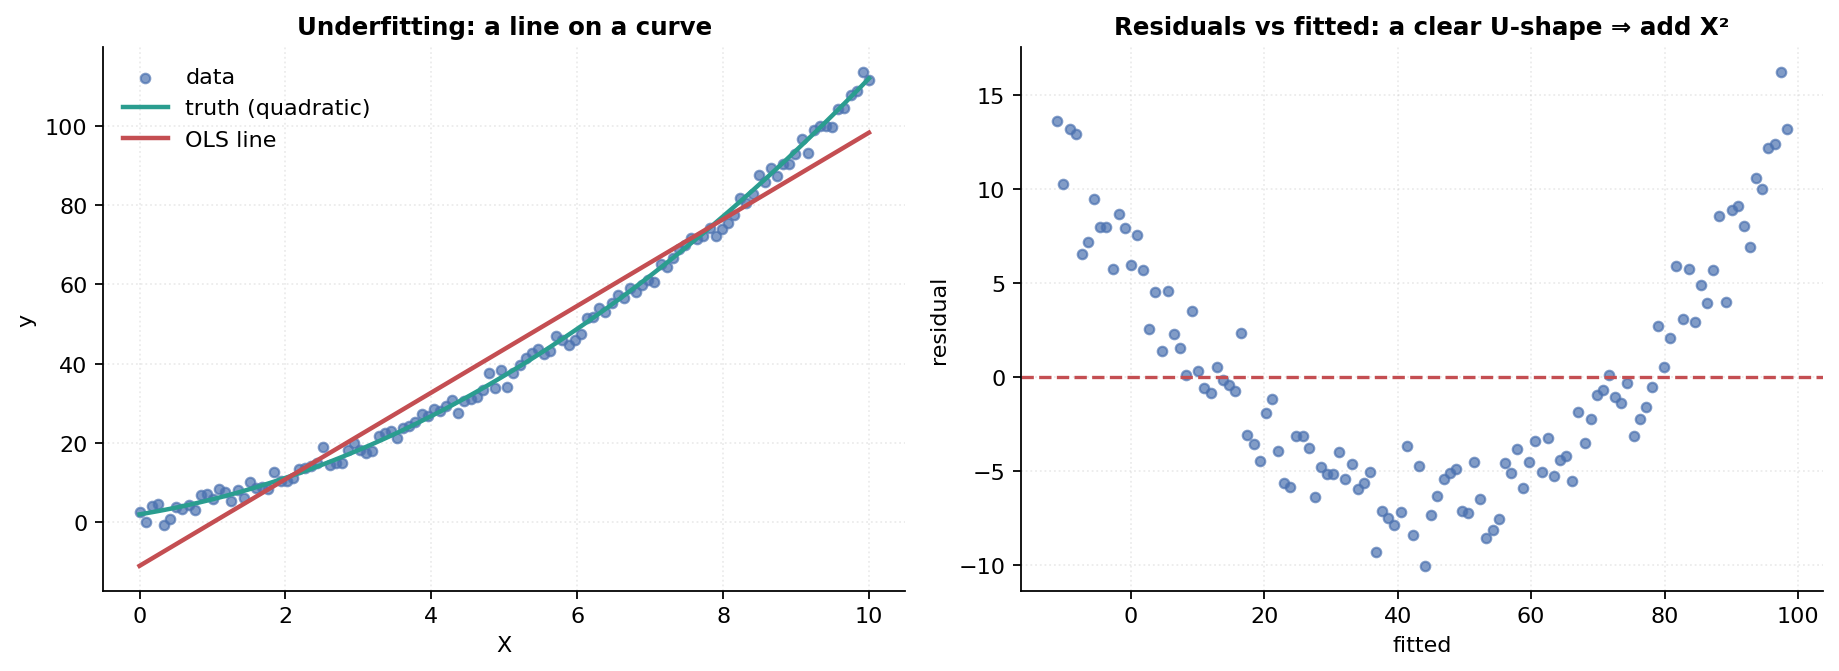 Underfitting: a line on a curve
data
truth (quadratic)
OLS line
y
100
80
60
40
20
0
0 2 4 6 8 10
X
Residuals vs fitted: a clear U-shape ⇒ add X²
residual
15
10
5
0
−5
−10
0 20 40 60 80 100
fitted